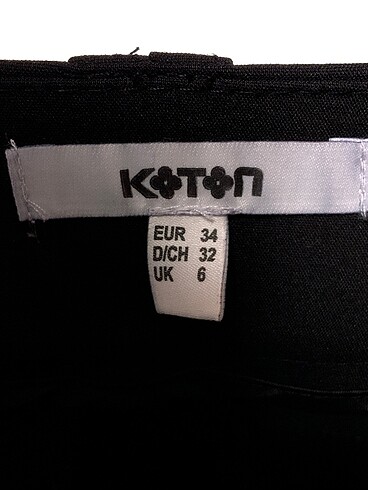 KOTON
EUR 34
D/CH 32
UK 6